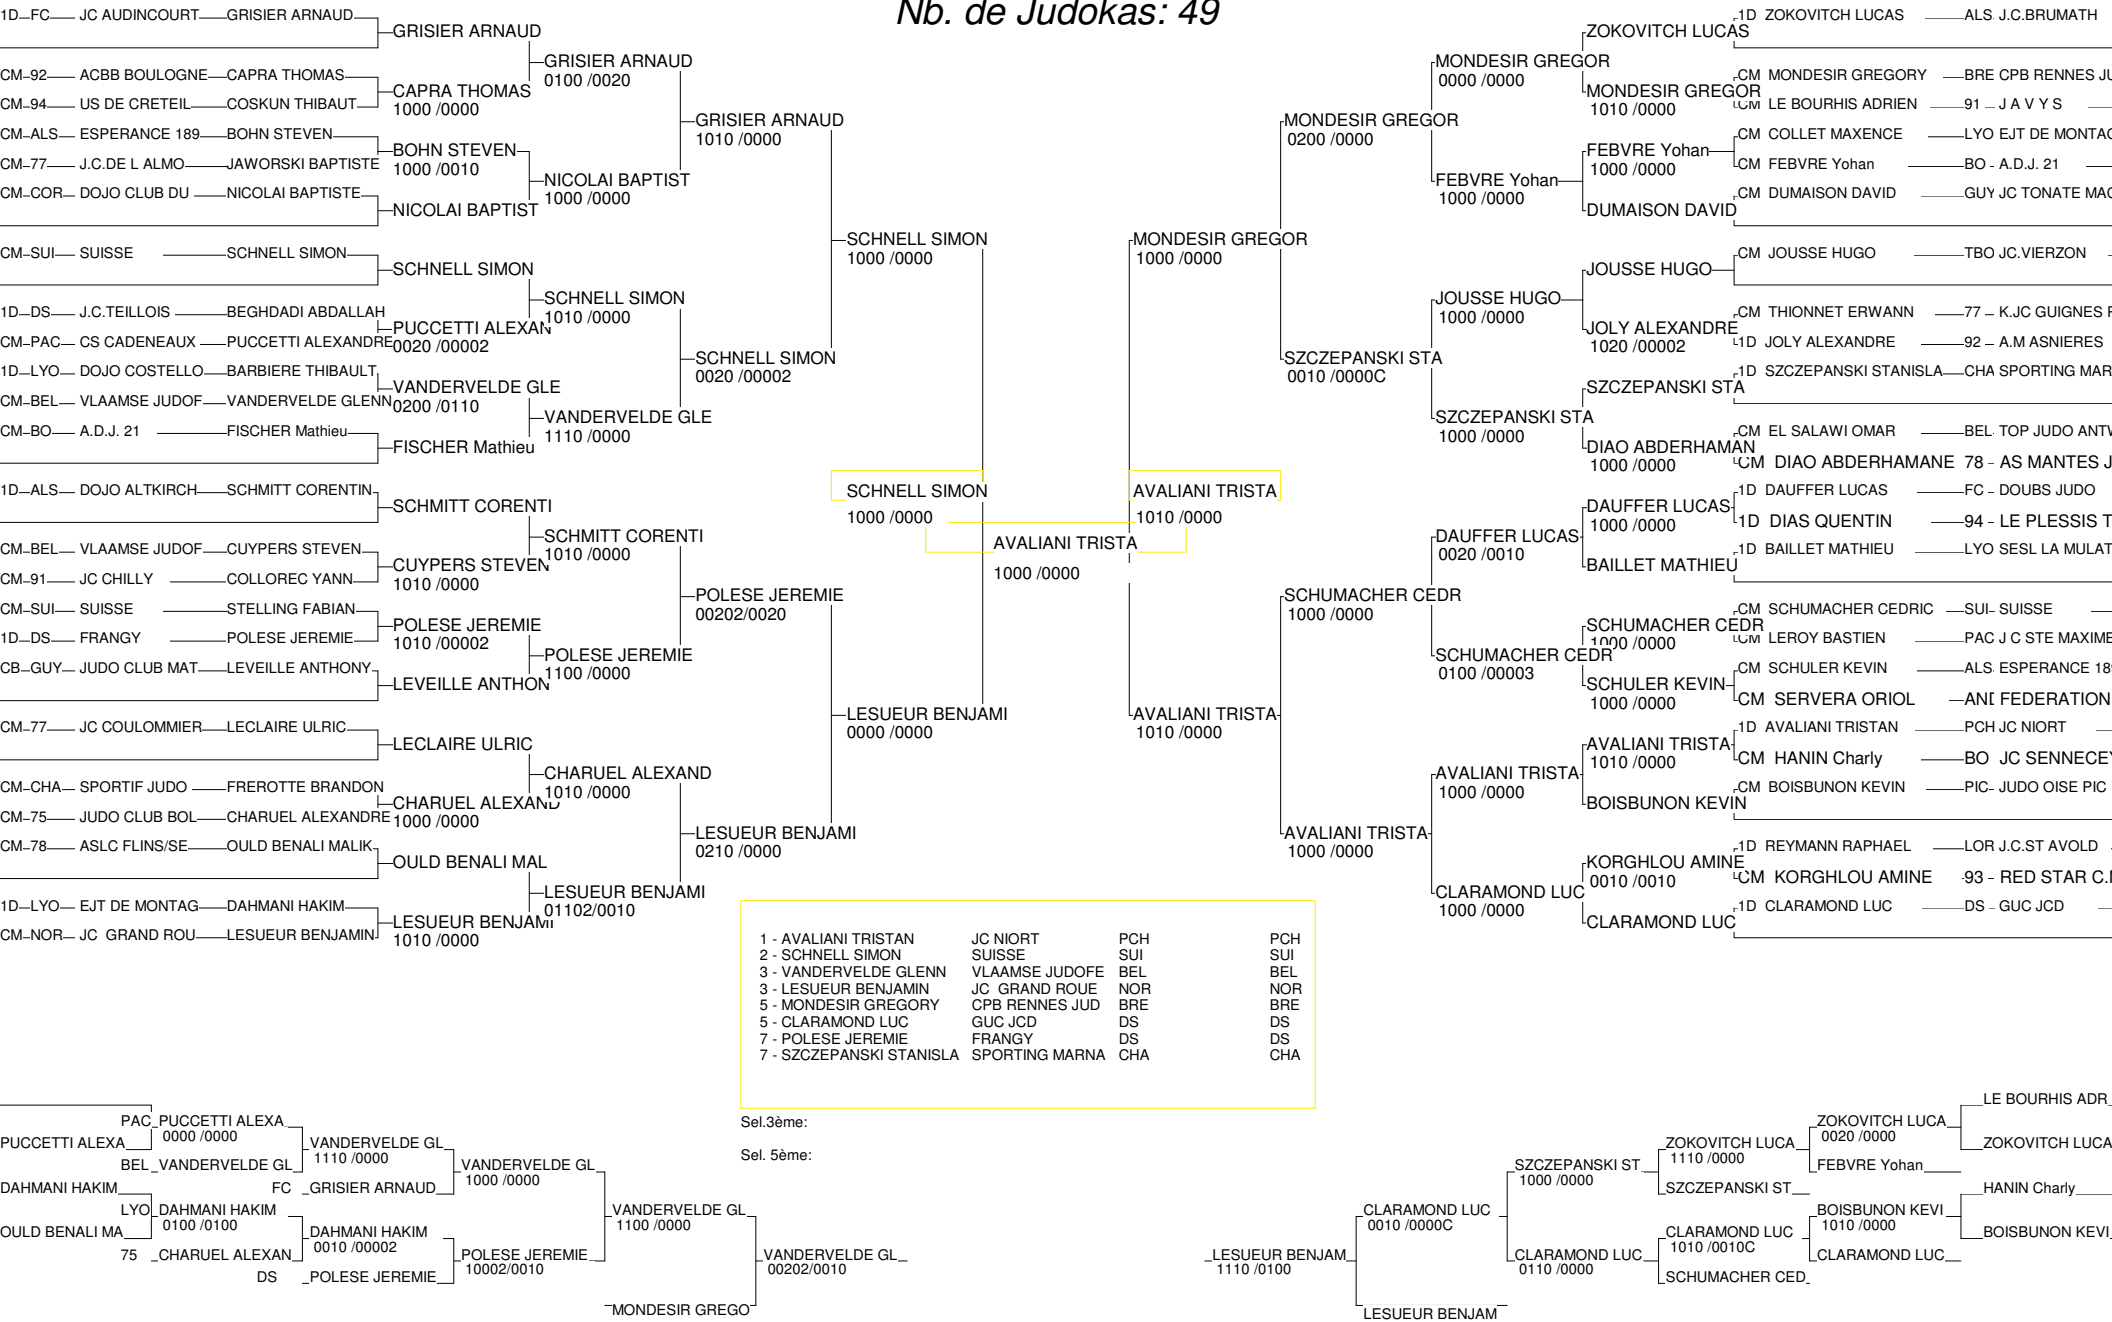 Nb. de Judokas: 49
1D FC JC AUDINCOURT GRISIER ARNAUD
CM 92 ACBB BOULOGNE CAPRA THOMAS
CM 94 US DE CRETEIL COSKUN THIBAUT
CM ALS ESPERANCE 189 BOHN STEVEN
CM 77 J.C.DE L ALMO JAWORSKI BAPTISTE
CM COR DOJO CLUB DU NICOLAI BAPTISTE
CM SUI SUISSE SCHNELL SIMON
1D DS J.C.TEILLOIS BEGHDADI ABDALLAH
CM PAC CS CADENEAUX PUCCETTI ALEXANDRE
1D LYO DOJO COSTELLO BARBIERE THIBAULT
CM BEL VLAAMSE JUDOF VANDERVELDE GLENN
CM BO A.D.J. 21 FISCHER Mathieu
1D ALS DOJO ALTKIRCH SCHMITT CORENTIN
CM BEL VLAAMSE JUDOF CUYPERS STEVEN
CM 91 JC CHILLY COLLOREC YANN
CM SUI SUISSE STELLING FABIAN
1D DS FRANGY POLESE JEREMIE
CB GUY JUDO CLUB MAT LEVEILLE ANTHONY
CM 77 JC COULOMMIER LECLAIRE ULRIC
CM CHA SPORTIF JUDO FREROTTE BRANDON
CM 75 JUDO CLUB BOL CHARUEL ALEXANDRE
CM 78 ASLC FLINS/SE OULD BENALI MALIK
1D LYO EJT DE MONTAG DAHMANI HAKIM
CM NOR JC GRAND ROU LESUEUR BENJAMIN
GRISIER ARNAUD
CAPRA THOMAS
1000 /0000
BOHN STEVEN
1000 /0010
NICOLAI BAPTIST
SCHNELL SIMON
PUCCETTI ALEXAN
0020 /00002
VANDERVELDE GLE
0200 /0110
FISCHER Mathieu
SCHMITT CORENTI
CUYPERS STEVEN
1010 /0000
POLESE JEREMIE
1010 /00002
LEVEILLE ANTHON
LECLAIRE ULRIC
CHARUEL ALEXAND
1000 /0000
OULD BENALI MAL
LESUEUR BENJAMI
1010 /0000
GRISIER ARNAUD
0100 /0020
NICOLAI BAPTIST
1000 /0000
SCHNELL SIMON
1010 /0000
VANDERVELDE GLE
1110 /0000
SCHMITT CORENTI
1010 /0000
POLESE JEREMIE
1100 /0000
CHARUEL ALEXAND
1010 /0000
LESUEUR BENJAMI
01102/0010
GRISIER ARNAUD
1010 /0000
SCHNELL SIMON
0020 /00002
POLESE JEREMIE
00202/0020
LESUEUR BENJAMI
0210 /0000
SCHNELL SIMON
1000 /0000
LESUEUR BENJAMI
0000 /0000
SCHNELL SIMON
1000 /0000
AVALIANI TRISTA
1000 /0000
AVALIANI TRISTA
1010 /0000
MONDESIR GREGOR
1000 /0000
AVALIANI TRISTA
1010 /0000
MONDESIR GREGOR
0200 /0000
SZCZEPANSKI STA
0010 /0000C
SCHUMACHER CEDR
1000 /0000
AVALIANI TRISTA
1000 /0000
MONDESIR GREGOR
0000 /0000
FEBVRE Yohan
1000 /0000
JOUSSE HUGO
1000 /0000
SZCZEPANSKI STA
1000 /0000
DAUFFER LUCAS
0020 /0010
SCHUMACHER CEDR
0100 /00003
AVALIANI TRISTA
1000 /0000
CLARAMOND LUC
1000 /0000
ZOKOVITCH LUCAS
MONDESIR GREGOR
1010 /0000
FEBVRE Yohan
1000 /0000
DUMAISON DAVID
JOUSSE HUGO
JOLY ALEXANDRE
1020 /00002
SZCZEPANSKI STA
DIAO ABDERHAMAN
1000 /0000
DAUFFER LUCAS
1000 /0000
BAILLET MATHIEU
SCHUMACHER CEDR
1000 /0000
SCHULER KEVIN
1000 /0000
AVALIANI TRISTA
1010 /0000
BOISBUNON KEVIN
KORGHLOU AMINE
0010 /0010
CLARAMOND LUC
1D ZOKOVITCH LUCAS ALS J.C.BRUMATH
CM MONDESIR GREGORY BRE CPB RENNES JU
CM LE BOURHIS ADRIEN 91 J A V Y S
CM COLLET MAXENCE LYO EJT DE MONTAG
CM FEBVRE Yohan BO A.D.J. 21
CM DUMAISON DAVID GUY JC TONATE MAC
CM JOUSSE HUGO TBO JC.VIERZON
CM THIONNET ERWANN 77 K.JC GUIGNES
1D JOLY ALEXANDRE 92 A.M ASNIERES
1D SZCZEPANSKI STANISLA CHA SPORTING MAR
CM EL SALAWI OMAR BEL TOP JUDO ANTW
CM DIAO ABDERHAMANE 78 AS MANTES J
1D DAUFFER LUCAS FC DOUBS JUDO
1D DIAS QUENTIN 94 LE PLESSIS T
1D BAILLET MATHIEU LYO SESL LA MULAT
CM SCHUMACHER CEDRIC SUI SUISSE
CM LEROY BASTIEN PAC J C STE MAXIME
CM SCHULER KEVIN ALS ESPERANCE 189
CM SERVERA ORIOL AND FEDERATION
1D AVALIANI TRISTAN PCH JC NIORT
CM HANIN Charly BO JC SENNECEY
CM BOISBUNON KEVIN PIC JUDO OISE PIC
1D REYMANN RAPHAEL LOR J.C.ST AVOLD
CM KORGHLOU AMINE 93 RED STAR C.
1D CLARAMOND LUC DS GUC JCD
1 - AVALIANI TRISTAN JC NIORT PCH PCH
2 - SCHNELL SIMON SUISSE SUI SUI
3 - VANDERVELDE GLENN VLAAMSE JUDOFE BEL BEL
3 - LESUEUR BENJAMIN JC GRAND ROUE NOR NOR
5 - MONDESIR GREGORY CPB RENNES JUD BRE BRE
5 - CLARAMOND LUC GUC JCD DS DS
7 - POLESE JEREMIE FRANGY DS DS
7 - SZCZEPANSKI STANISLA SPORTING MARNA CHA CHA
Sel.3ème:
Sel. 5ème:
PUCCETTI ALEXA
DAHMANI HAKIM
OULD BENALI MA
PAC PUCCETTI ALEXA
0000 /0000
BEL VANDERVELDE GL
LYO DAHMANI HAKIM
0100 /0100
75 CHARUEL ALEXAN
VANDERVELDE GL
1110 /0000
FC GRISIER ARNAUD
DAHMANI HAKIM
0010 /00002
DS POLESE JEREMIE
VANDERVELDE GL
1000 /0000
POLESE JEREMIE
10002/0010
VANDERVELDE GL
1100 /0000
MONDESIR GREGO
VANDERVELDE GL
00202/0010
LESUEUR BENJAM
1110 /0100
CLARAMOND LUC
0010 /0000C
LESUEUR BENJAM
SZCZEPANSKI ST
1000 /0000
CLARAMOND LUC
0110 /0000
ZOKOVITCH LUCA
1110 /0000
SZCZEPANSKI ST
CLARAMOND LUC
1010 /0010C
SCHUMACHER CED
ZOKOVITCH LUCA
0020 /0000
FEBVRE Yohan
BOISBUNON KEVI
1010 /0000
CLARAMOND LUC
LE BOURHIS ADR
ZOKOVITCH LUCA
HANIN Charly
BOISBUNON KEVI